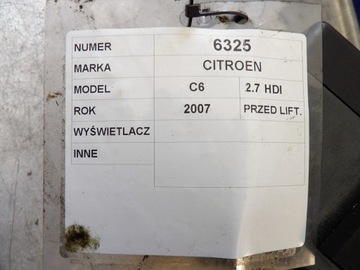 NUMER 6325
MARKA CITROEN
MODEL C6 2.7 HDI
ROK 2007 PRZED LIFT.
WYŚWIETLACZ
INNE